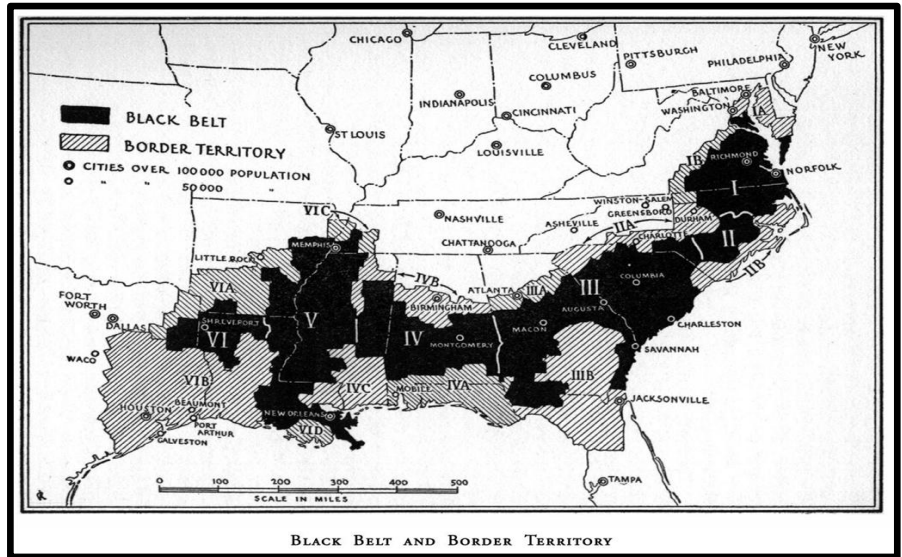 CHICAGO
CLEVELAND
NEW YORK
PITTSBURGH
PHILADELPHIA
COLUMBUS
BALTIMORE
INDIANAPOLIS
WASHINGTON
IA
CINCINNATI
BLACK BELT
ST LOUIS
BORDER TERRITORY
LOUISVILLE
IB
RICHMOND
CITIES OVER 100 000 POPULATION
NORFOLK
" " 50 000 "
I
WINSTON-SALEM
VIC
GREENSBORO
DURHAM
NASHVILLE
ASHEVILLE
IIA
CHARLOTTE
II
MEMPHIS
CHATTANOOGA
IIB
LITTLE ROCK
COLUMBIA
VIA
IVB
ATLANTA
IIIA
III
FORT WORTH
BIRMINGHAM
AUGUSTA
DALLAS
SHREVEPORT
V
CHARLESTON
VI
IV
MACON
MONTGOMERY
SAVANNAH
WACO
VIB
IVC
IVA
IIIB
MOBILE
BEAUMONT
JACKSONVILLE
HOUSTON
NEW ORLEANS
PORT ARTHUR
VID
GALVESTON
TAMPA
0 100 200 300 400 500
SCALE IN MILES
BLACK BELT AND BORDER TERRITORY